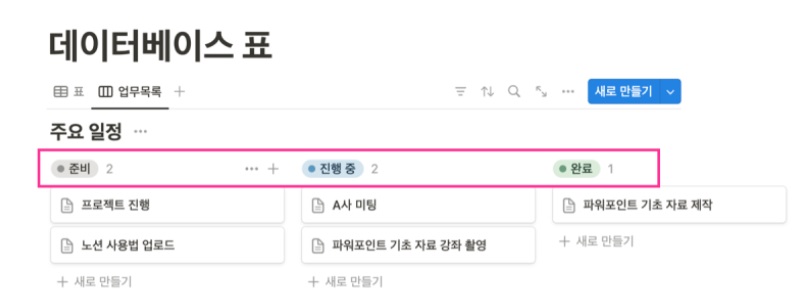 데이터베이스 표
표 업무목록
새로 만들기
주요 일정 ···
준비 2 ··· + 진행 중 2 완료 1
프로젝트 진행 A사 미팅 파워포인트 기초 자료 제작
노션 사용법 업로드 파워포인트 기초 자료 강좌 촬영 + 새로 만들기
+ 새로 만들기 + 새로 만들기